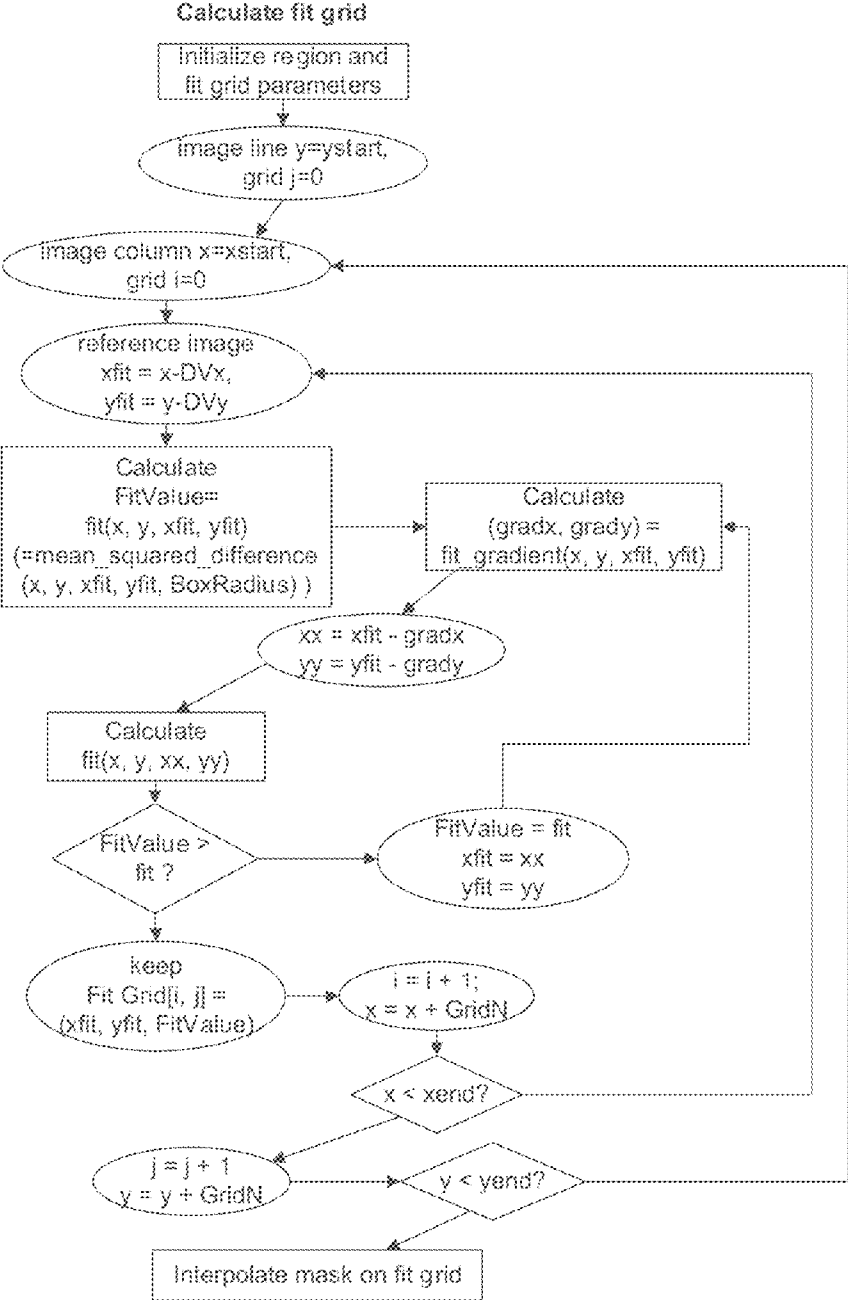 Calculate fit grid
initialize region and
fit grid parameters
image line y=ystart,
grid j=0
image column x=xstart,
grid i=0
reference image
xfit = x-DVx,
yfit = y-DVy
Calculate
FitValue=
fit(x, y, xfit, yfit)
(=mean_squared_difference
(x, y, xfit, yfit, BoxRadius) )
Calculate
(gradx, grady) =
fit_gradient(x, y, xfit, yfit)
xx = xfit - gradx
yy = yfit - grady
Calculate
fit(x, y, xx, yy)
FitValue >
fit ?
FitValue = fit
xfit = xx
yfit = yy
keep
Fit Grid[i, j] =
(xfit, yfit, FitValue)
i = i + 1;
x = x + GridN
x < xend?
j = j + 1
y = y + GridN
y < yend?
Interpolate mask on fit grid